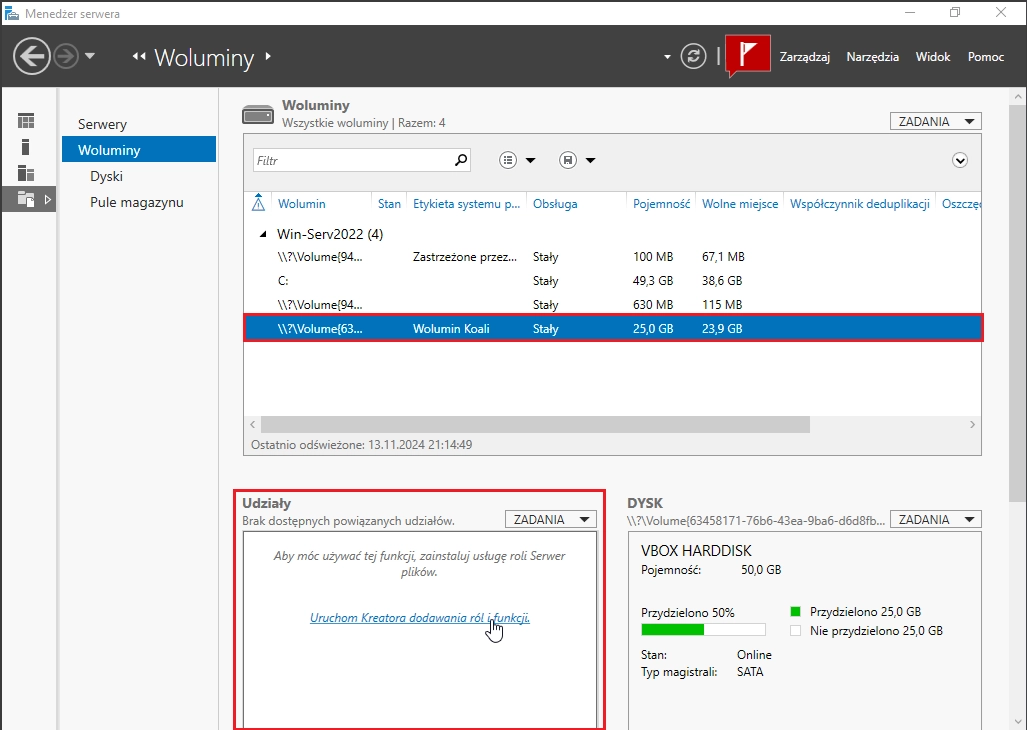 Menedżer serwera
Woluminy
Zarządzaj Narzędzia Widok Pomoc
Serwery
Woluminy
Dyski
Pule magazynu
Woluminy
Wszystkie woluminy | Razem: 4
ZADANIA
Filtr
Wolumin Stan Etykieta systemu p... Obsługa Pojemność Wolne miejsce Współczynnik deduplikacji
Win-Serv2022 (4)
\\?\Volume{94... Zastrzeżone przez... Stały 100 MB 67,1 MB
C: Stały 49,3 GB 38,6 GB
\\?\Volume{94... Stały 630 MB 115 MB
\\?\Volume{63... Wolumin Koali Stały 25,0 GB 23,9 GB
Ostatnio odświeżone: 13.11.2024 21:14:49
Udziały
Brak dostępnych powiązanych udziałów.
ZADANIA
Aby móc używać tej funkcji, zainstaluj usługę roli Serwer
plików.
Uruchom Kreatora dodawania ról i funkcji.
DYSK
\\?\Volume{63458171-76b6-43ea-9ba6-d6d8fb...
ZADANIA
VBOX HARDDISK
Pojemność: 50,0 GB
Przydzielono 50%
Przydzielono 25,0 GB
Nie przydzielono 25,0 GB
Stan: Online
Typ magistrali: SATA